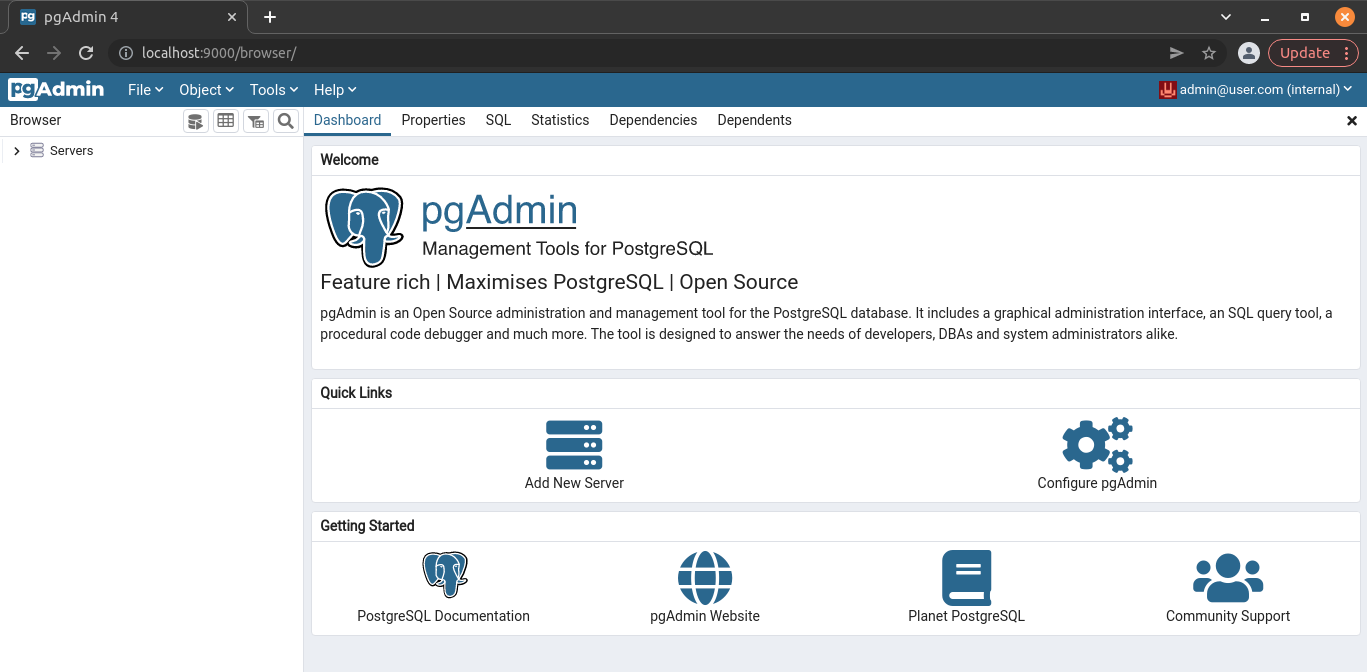 pgAdmin 4
localhost:9000/browser/
Update
pgAdmin
File Object Tools Help
admin@user.com (internal)
Browser
Dashboard Properties SQL Statistics Dependencies Dependents
Servers
Welcome
pgAdmin
Management Tools for PostgreSQL
Feature rich | Maximises PostgreSQL | Open Source
pgAdmin is an Open Source administration and management tool for the PostgreSQL database. It includes a graphical administration interface, an SQL query tool, a
procedural code debugger and much more. The tool is designed to answer the needs of developers, DBAs and system administrators alike.
Quick Links
Add New Server
Configure pgAdmin
Getting Started
PostgreSQL Documentation
pgAdmin Website
Planet PostgreSQL
Community Support